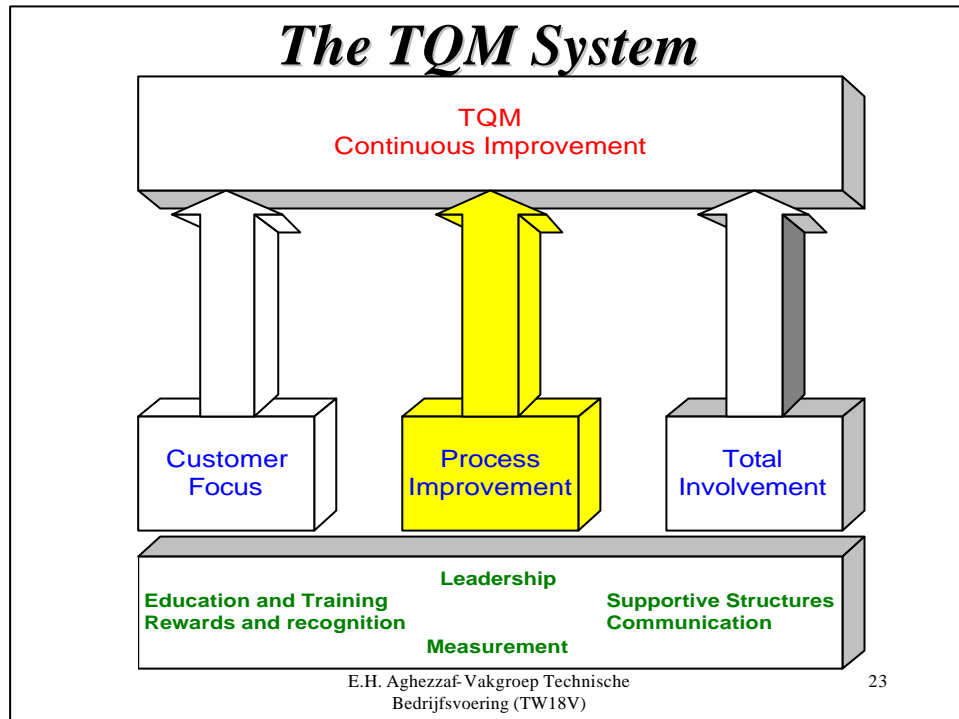 The TQM System
TQM
Continuous Improvement
Customer
Focus
Process
Improvement
Total
Involvement
Leadership
Education and Training
Rewards and recognition
Supportive Structures
Communication
Measurement
E.H. Aghezzaf-Vakgroep Technische
Bedrijfsvoering (TW18V)
23